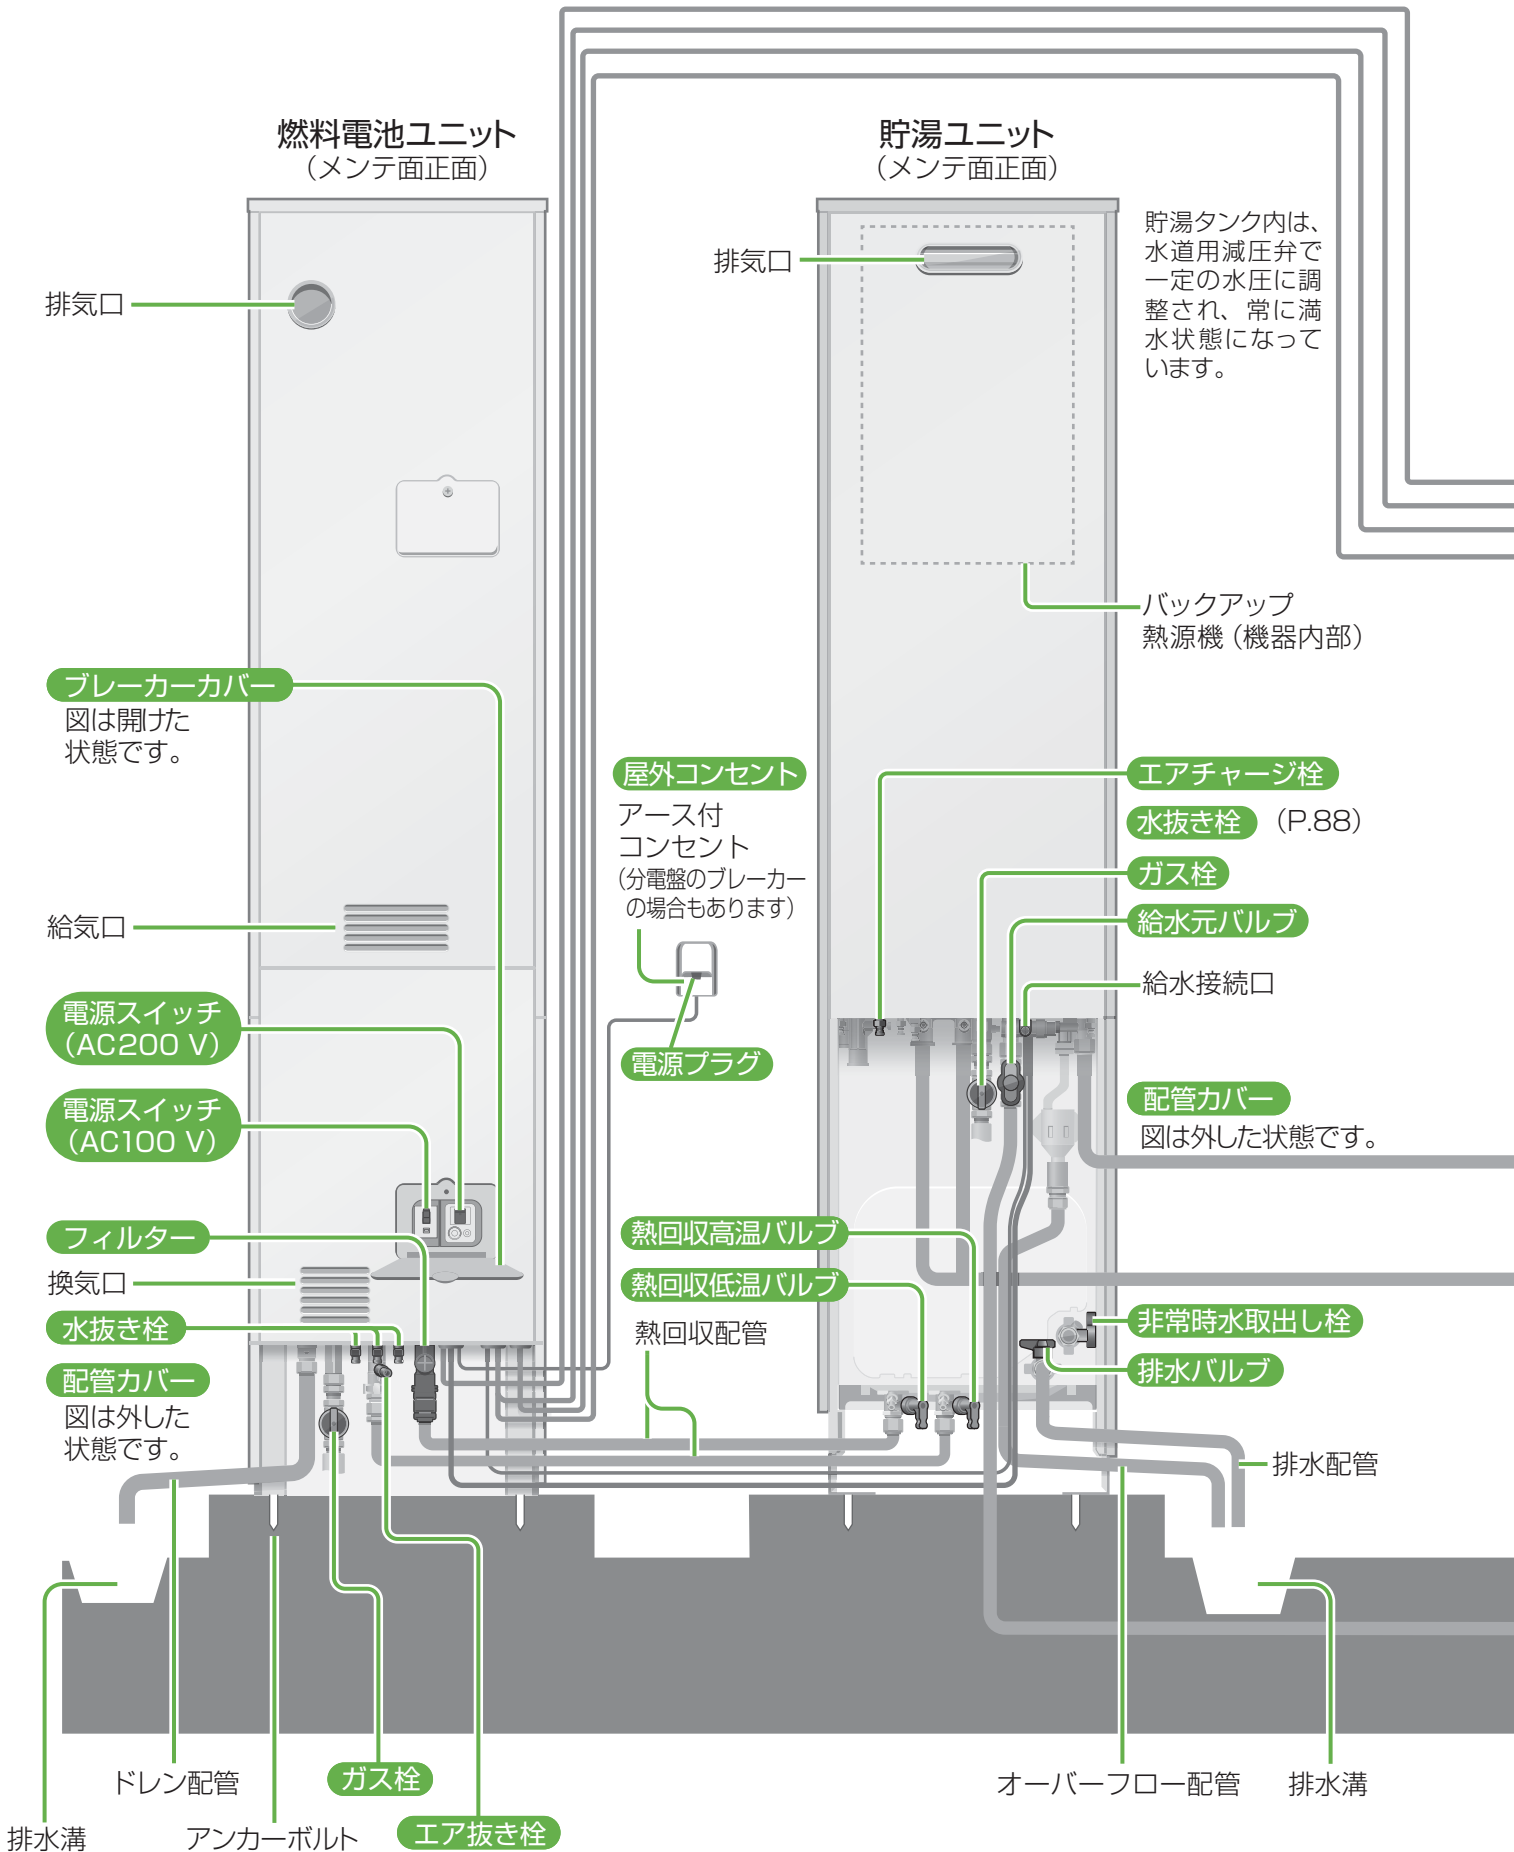 燃料電池ユニット
（メンテ面正面）
貯湯ユニット
（メンテ面正面）
貯湯タンク内は、
水道用減圧弁で
一定の水圧に調
整され、常に満
水状態になって
います。
排気口
排気口
バックアップ
熱源機（機器内部）
ブレーカーカバー
図は開けた
状態です。
屋外コンセント
アース付
コンセント
（分電盤のブレーカー
の場合もあります）
エアチャージ栓
水抜き栓（P.88）
ガス栓
給水元バルブ
給水接続口
給気口
電源スイッチ
（AC200 V）
電源プラグ
電源スイッチ
（AC100 V）
配管カバー
図は外した状態です。
フィルター
換気口
水抜き栓
配管カバー
図は外した
状態です。
熱回収高温バルブ
熱回収低温バルブ
熱回収配管
非常時水取出し栓
排水バルブ
排水配管
ドレン配管
ガス栓
オーバーフロー配管
排水溝
排水溝
アンカーボルト
エア抜き栓